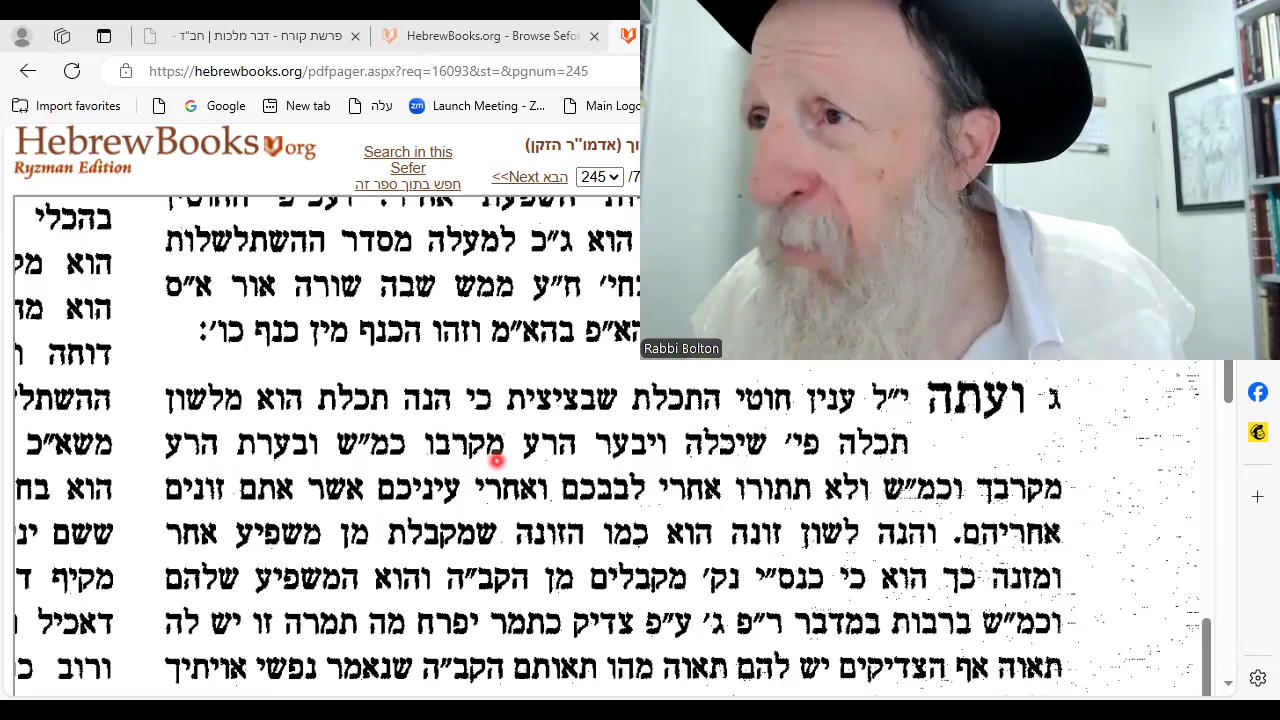 פרשת קורח - דבר מלכות | חב"ד -
HebrewBooks.org - Browse Sefor
https://hebrewbooks.org/pdfpager.aspx?req=16093&st=&pgnum=245
Import favorites
Google
New tab
עלה
Launch Meeting - Z...
Main Logo
HebrewBooks.org
Ryzman Edition
Search in this
Sefer
חפש בתוך ספר זה
<<Next הבא
245
/7
וך (אדמו"ר הזקן)
הוא ג"כ למעלה מסדר ההשתלשלות
ח"ע ממש שבה שורה אור א"ס
בהא"מ וזהו הכנף מין כנף כו':
ג ועתה י"ל ענין חוטי התכלת שבציצית כי הנה תכלת הוא מלשון
תכלה פי' שיכלה ויבער הרע מקרבו כמ"ש ובערת הרע
מקרבך וכמ"ש ולא תתורו אחרי לבבכם ואחרי עיניכם אשר אתם זונים
אחריהם. והנה לשון זונה הוא כמו הזונה שמקבלת מן משפיע אחר
ומזנה כך הוא כי כנס"י נק' מקבלים מן הקב"ה והוא המשפיע שלהם
וכמ"ש ברבות במדבר ר"פ ג' ע"פ צדיק כתמר יפרח מה תמרה זו יש לה
תאוה אף הצדיקים יש להם תאוה מהו תאותם הקב"ה שנאמר נפשי אויתיך
בהכלי
הוא
הוא
דוחה
משא"כ
הוא
ששם
מקיף
דאכיל
ורוב
Rabbi Bolton